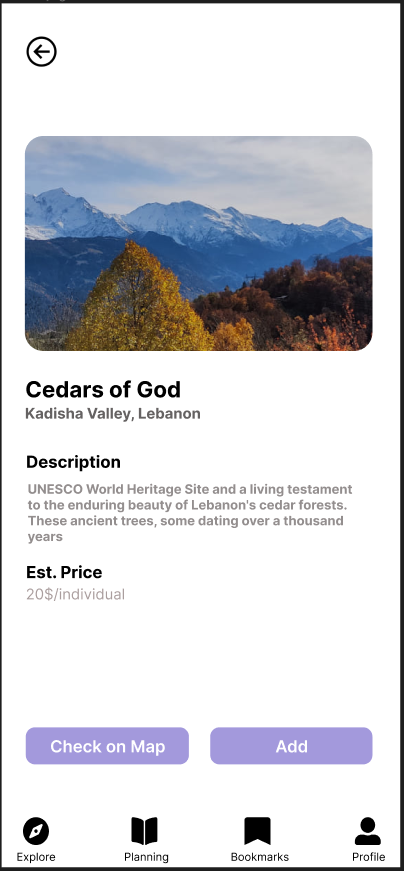 Cedars of God
Kadisha Valley, Lebanon
Description
UNESCO World Heritage Site and a living testament
to the enduring beauty of Lebanon's cedar forests.
These ancient trees, some dating over a thousand
years
Est. Price
20$/individual
Check on Map
Add
Explore
Planning
Bookmarks
Profile